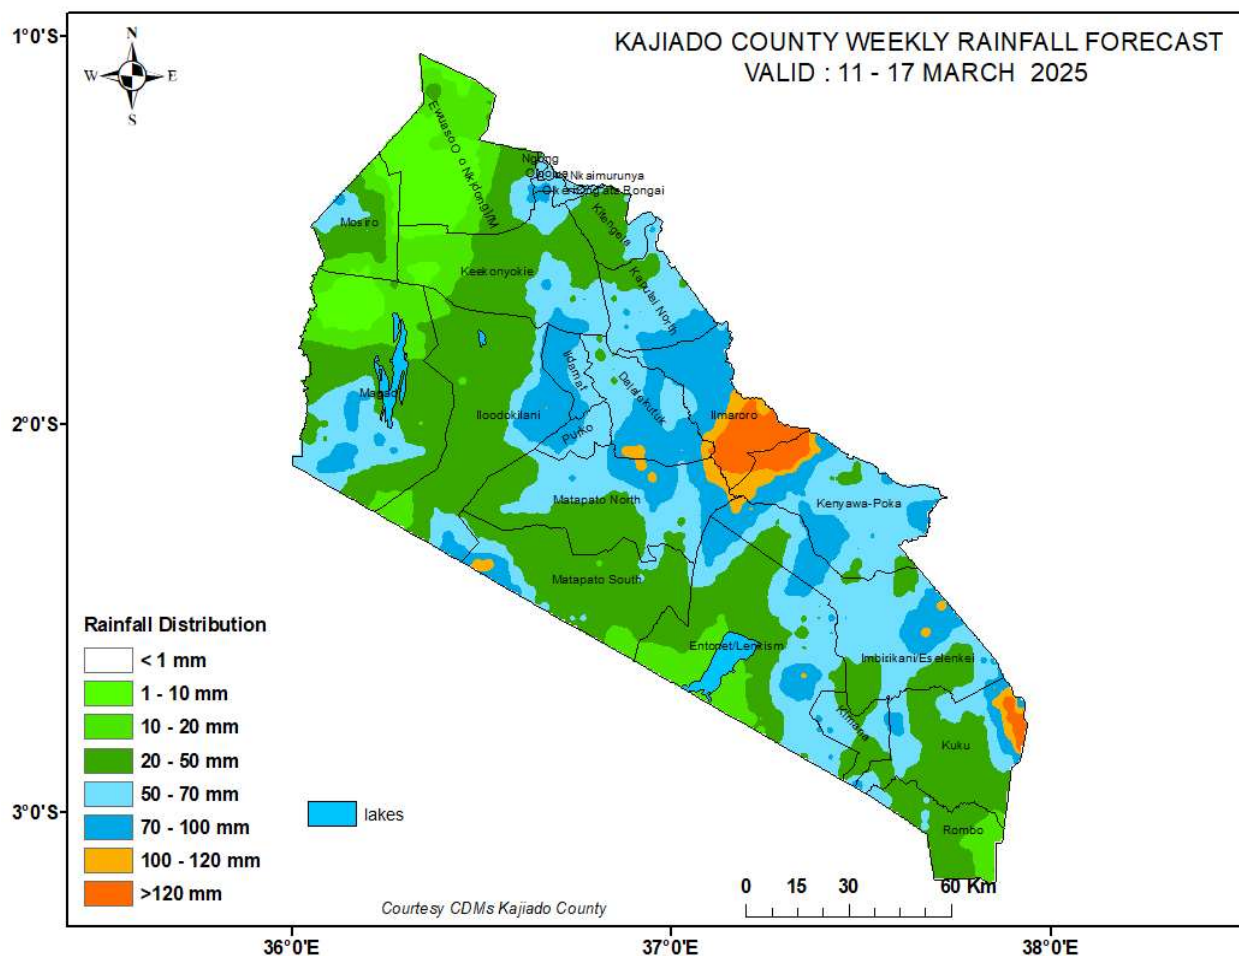 KAJIADO COUNTY WEEKLY RAINFALL FORECAST
VALID : 11 - 17 MARCH 2025
N
W
E
S
1°0'S
2°0'S
3°0'S
36°0'E
37°0'E
38°0'E
Ewuaso O o Nkidong'i/M
Ngong
Nkaimurunya
Rongai
Mosiro
Kitengela
Keekonyokie
Kaputiei North
Ildamat
Dalalekutuk
Magadi
Iloodokilani
Purko
Ilmaroro
Matapato North
Kenyawa-Poka
Matapato South
Entonet/Lenkism
Imbirikani/Eselenkei
Kimana
Kuku
Rombo
Rainfall Distribution
< 1 mm
1 - 10 mm
10 - 20 mm
20 - 50 mm
50 - 70 mm
70 - 100 mm
100 - 120 mm
>120 mm
lakes
0 15 30 60 Km
Courtesy CDMs Kajiado County